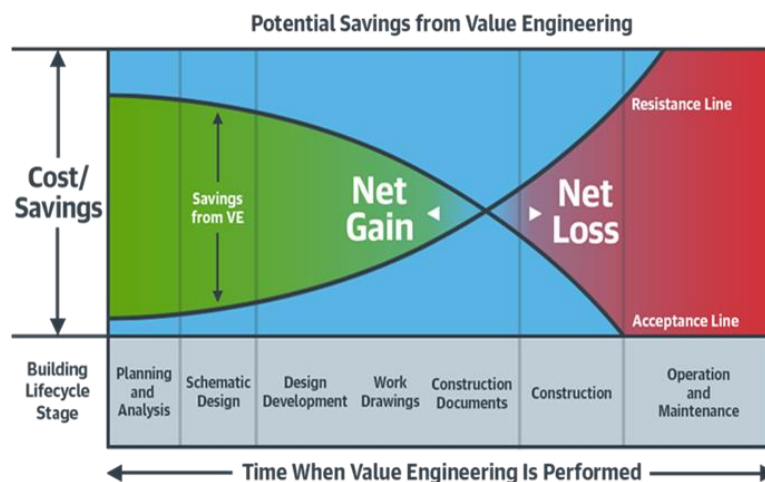 Potential Savings from Value Engineering
Cost/
Savings
Savings
from VE
Net
Gain
Net
Loss
Resistance Line
Acceptance Line
Building
Lifecycle
Stage
Planning
and
Analysis
Schematic
Design
Design
Development
Work
Drawings
Construction
Documents
Construction
Operation
and
Maintenance
Time When Value Engineering Is Performed